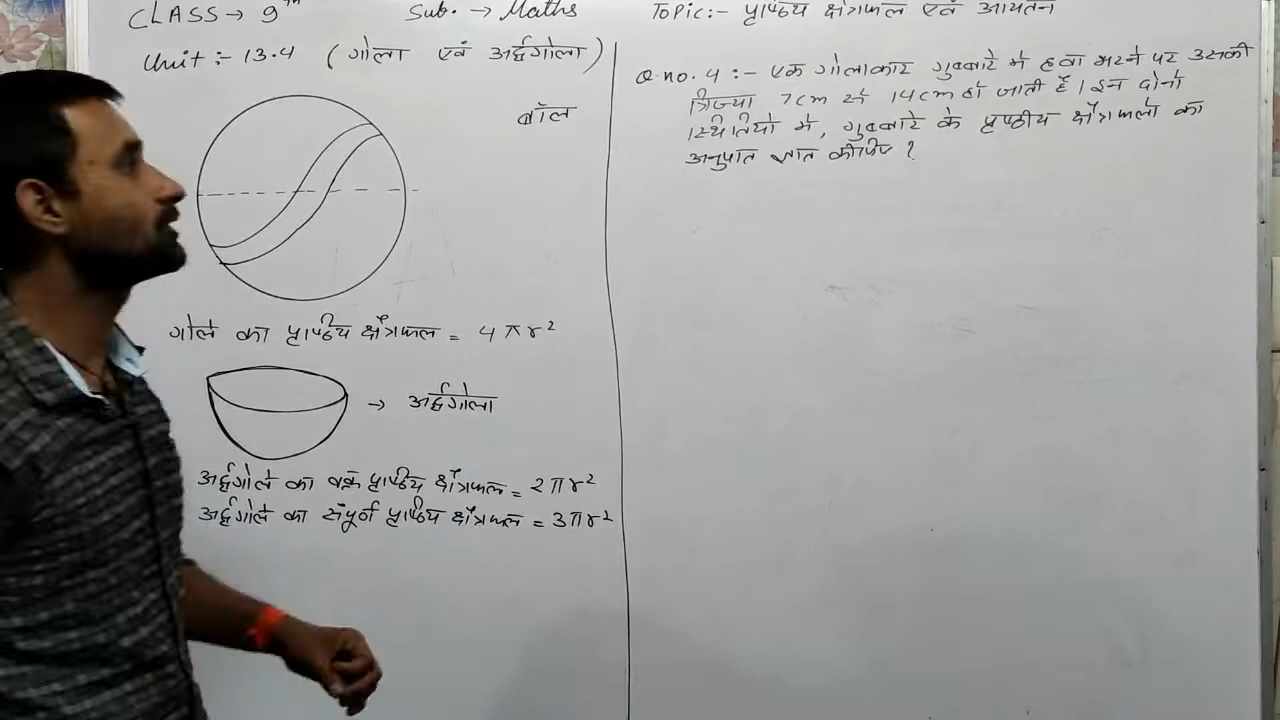 CLASS → 9th Sub. → Maths Topic:- पृष्ठीय क्षेत्रफल एवं आयतन
Unit :- 13.4 ( गोला एवं अर्द्धगोला )
बॉल
गोले का पृष्ठीय क्षेत्रफल = 4πr²
→ अर्द्धगोला
अर्द्धगोले का वक्र पृष्ठीय क्षेत्रफल = 2πr²
अर्द्धगोले का संपूर्ण पृष्ठीय क्षेत्रफल = 3πr²
Q.no. 4 :- एक गोलाकार गुब्बारे में हवा भरने पर उसकी
त्रिज्या 7cm से 14cm हो जाती है। इन दोनों
स्थितियों में, गुब्बारे के पृष्ठीय क्षेत्रफलों का
अनुपात ज्ञात कीजिए ?